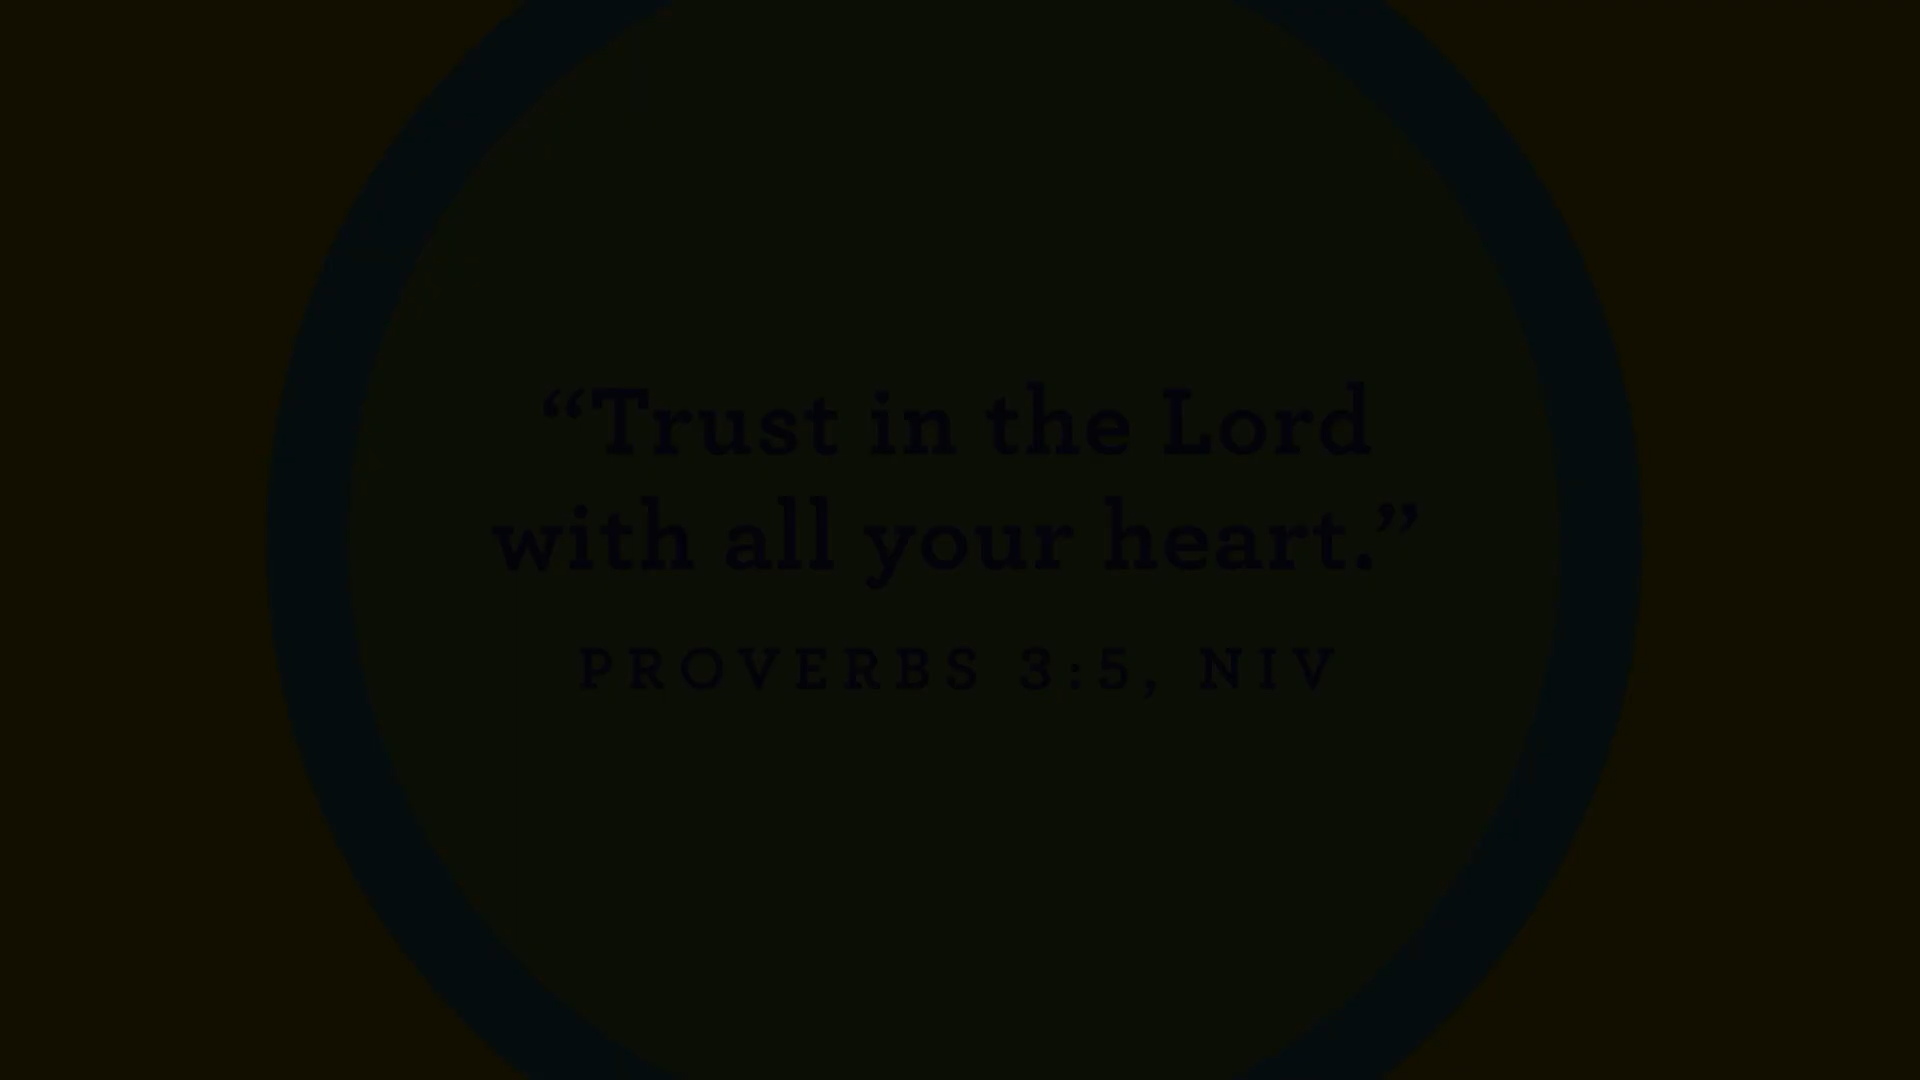 “Trust in the Lord
with all your heart.”
PROVERBS 3:5, NIV